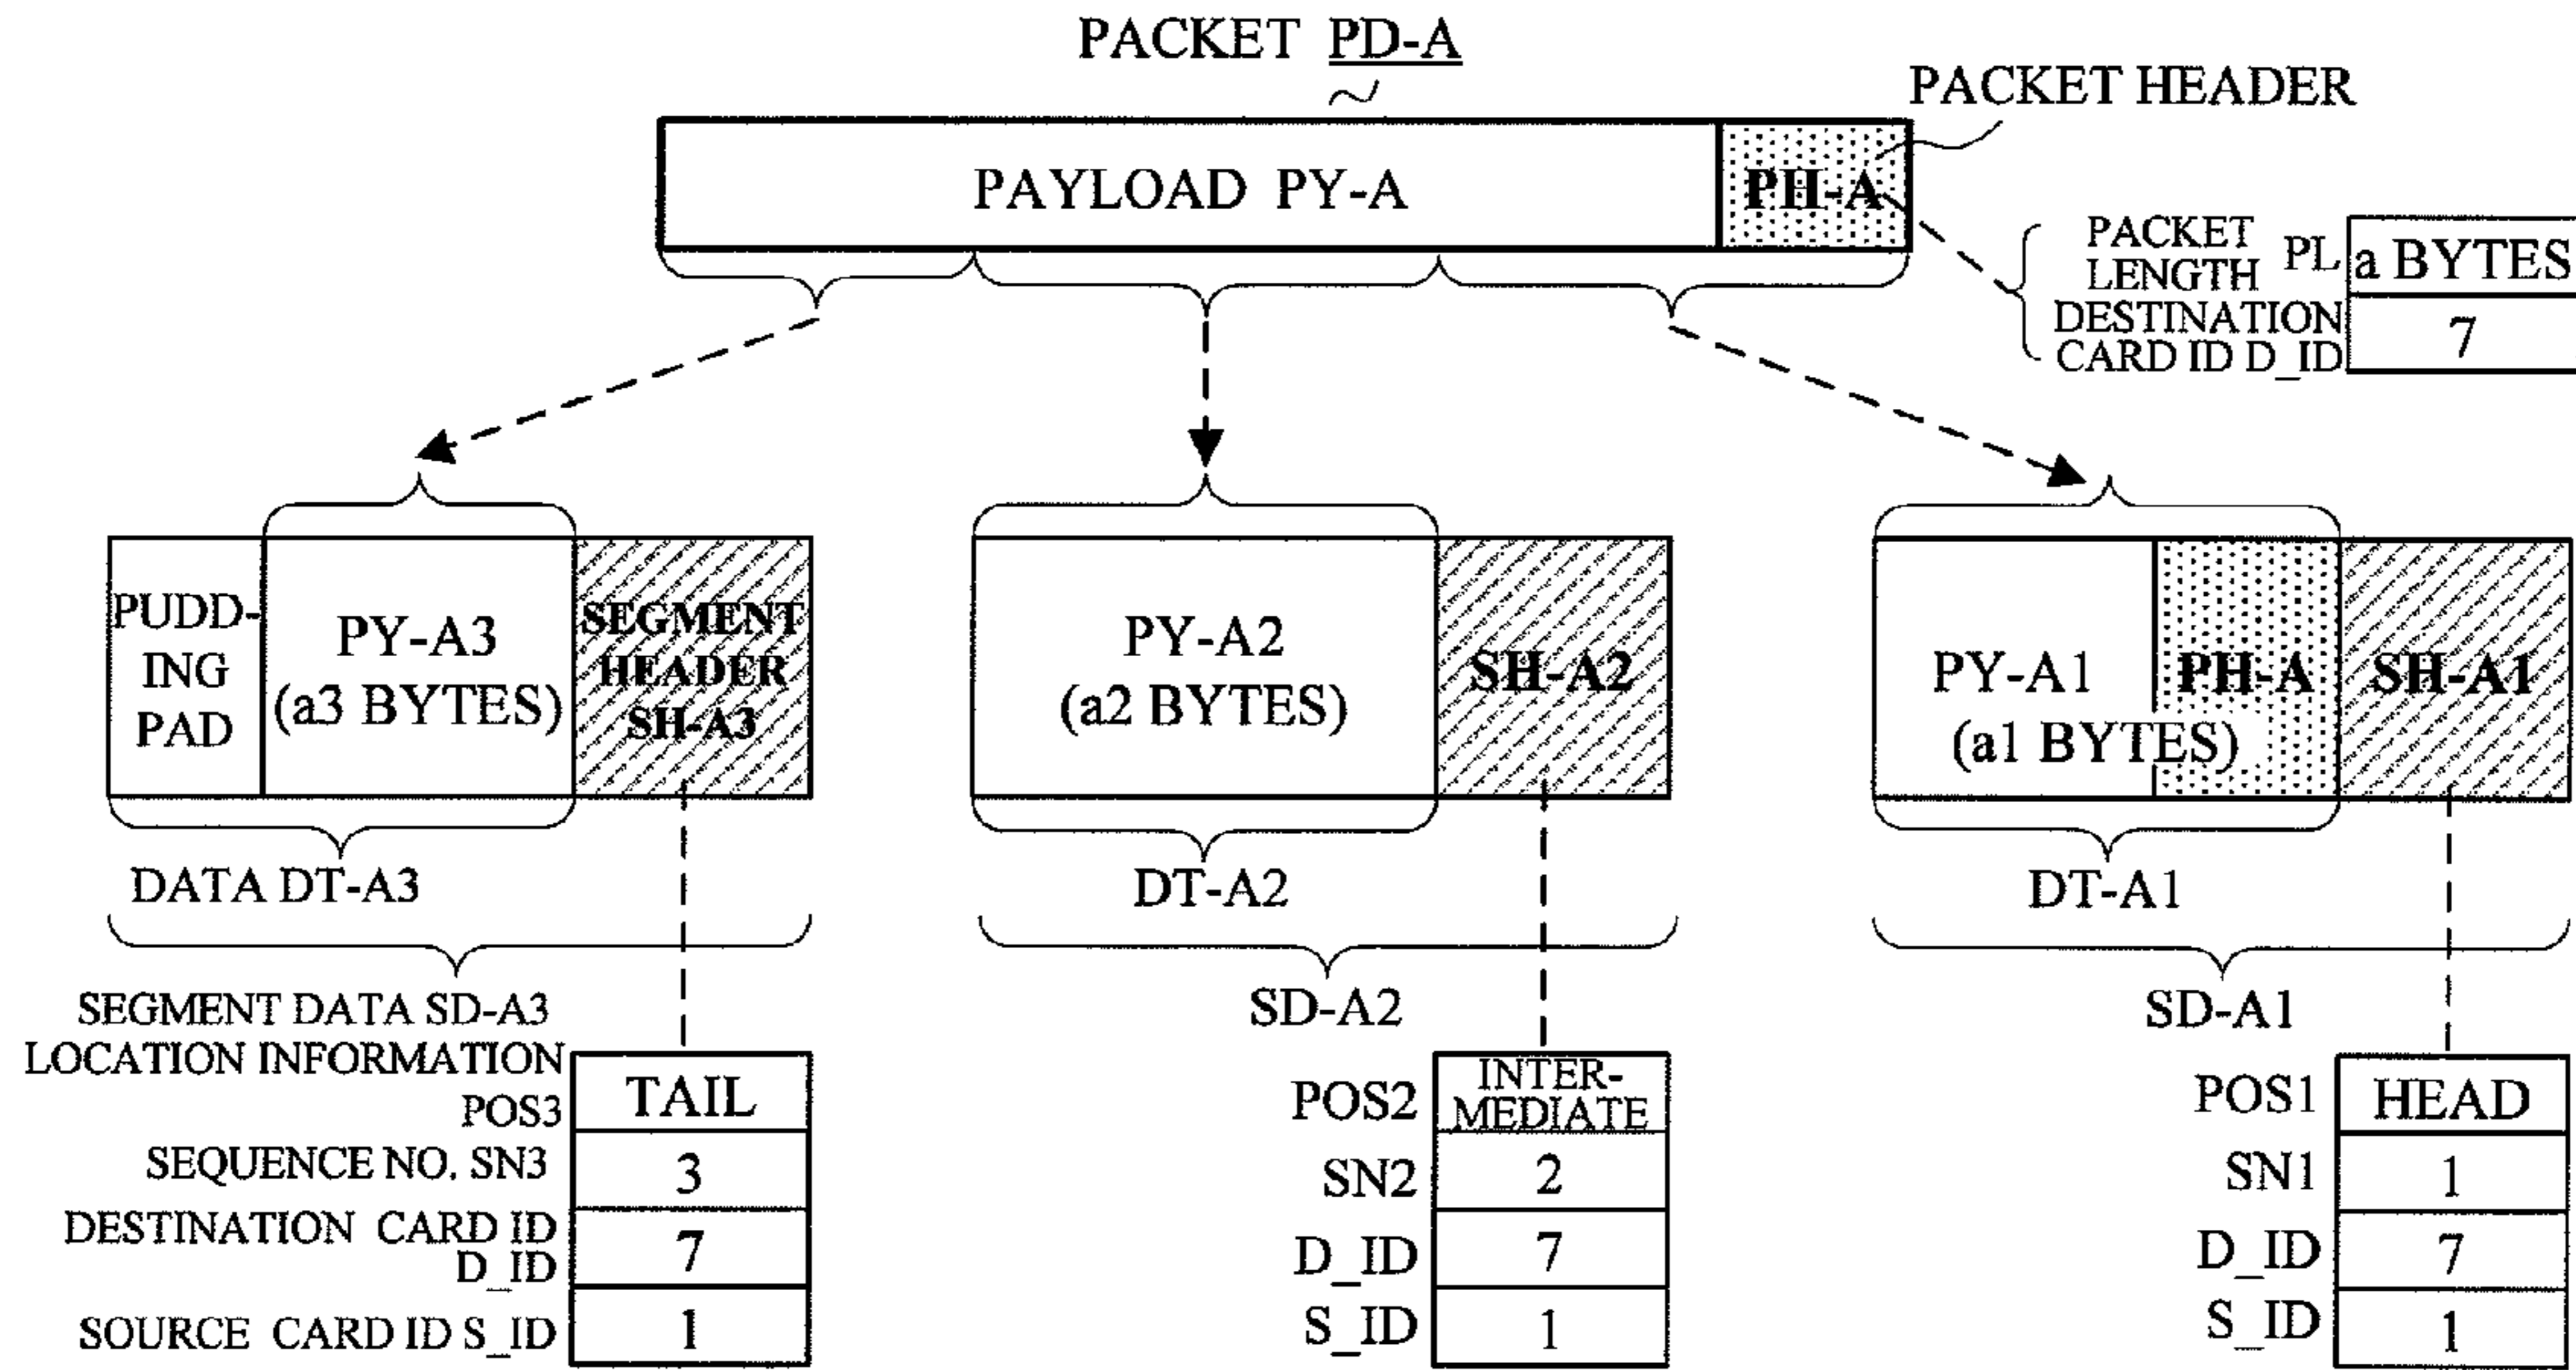 PACKET PD-A
PACKET HEADER
PAYLOAD PY-A
PH-A
PACKET
LENGTH
PL
a BYTES
DESTINATION
CARD ID D_ID
7
PUDD-
ING
PAD
PY-A3
(a3 BYTES)
SEGMENT
HEADER
SH-A3
PY-A2
(a2 BYTES)
SH-A2
PY-A1
(a1 BYTES)
PH-A
SH-A1
DATA DT-A3
DT-A2
DT-A1
SEGMENT DATA SD-A3
SD-A2
SD-A1
LOCATION INFORMATION
POS3
TAIL
SEQUENCE NO. SN3
3
DESTINATION CARD ID
D_ID
7
SOURCE CARD ID S_ID
1
POS2
INTER-
MEDIATE
SN2
2
D_ID
7
S_ID
1
POS1
HEAD
SN1
1
D_ID
7
S_ID
1